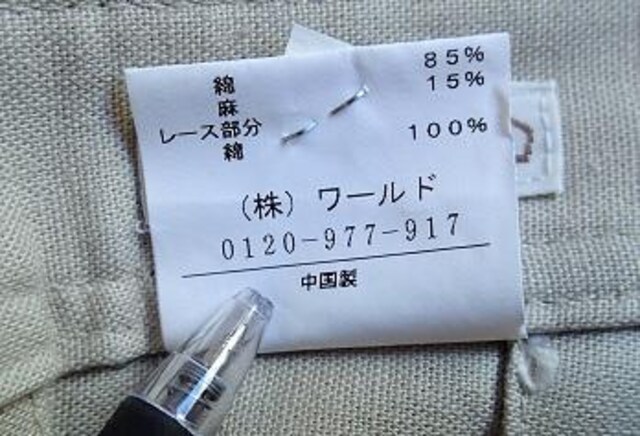 綿 85%
麻 15%
レース部分
綿 100%
(株) ワールド
0120-977-917
中国製